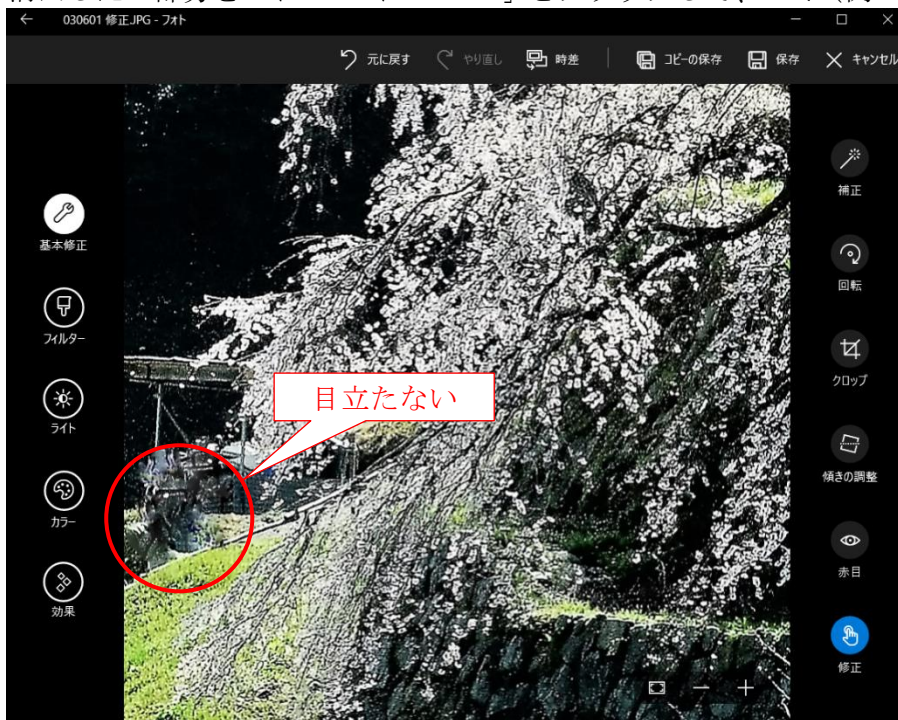 030601 修正.JPG - フォト
元に戻す やり直し 時差 コピーの保存 保存 キャンセル
補正
基本修正
回転
フィルター
クロップ
目立たない
ライト
傾きの調整
カラー
赤目
効果
修正